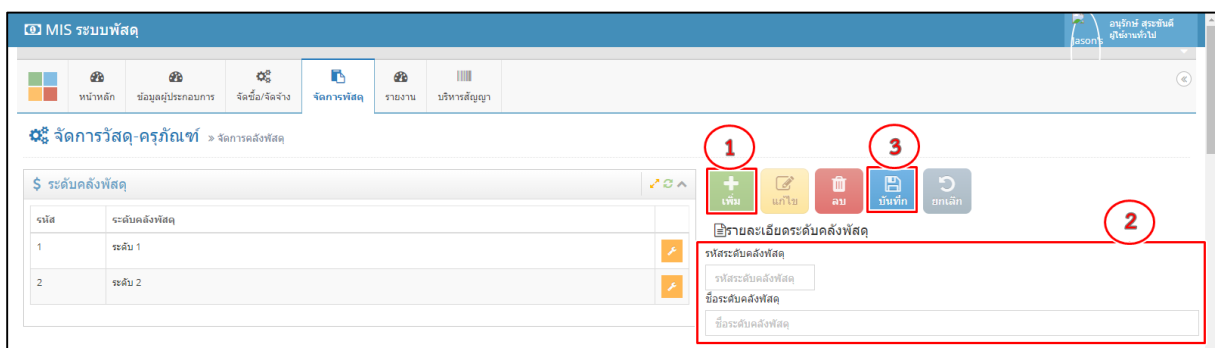 MIS ระบบพัสดุ
Jason's
อนุรักษ์ สุระขันตี
ผู้ใช้งานทั่วไป
หน้าหลัก
ข้อมูลผู้ประกอบการ
จัดซื้อ/จัดจ้าง
จัดการพัสดุ
รายงาน
บริหารสัญญา
จัดการวัสดุ-ครุภัณฑ์ » จัดการคลังพัสดุ
1
3
$ ระดับคลังพัสดุ
เพิ่ม
แก้ไข
ลบ
บันทึก
ยกเลิก
รหัส
ระดับคลังพัสดุ
1
ระดับ 1
2
ระดับ 2
รายละเอียดระดับคลังพัสดุ
2
รหัสระดับคลังพัสดุ
รหัสระดับคลังพัสดุ
ชื่อระดับคลังพัสดุ
ชื่อระดับคลังพัสดุ